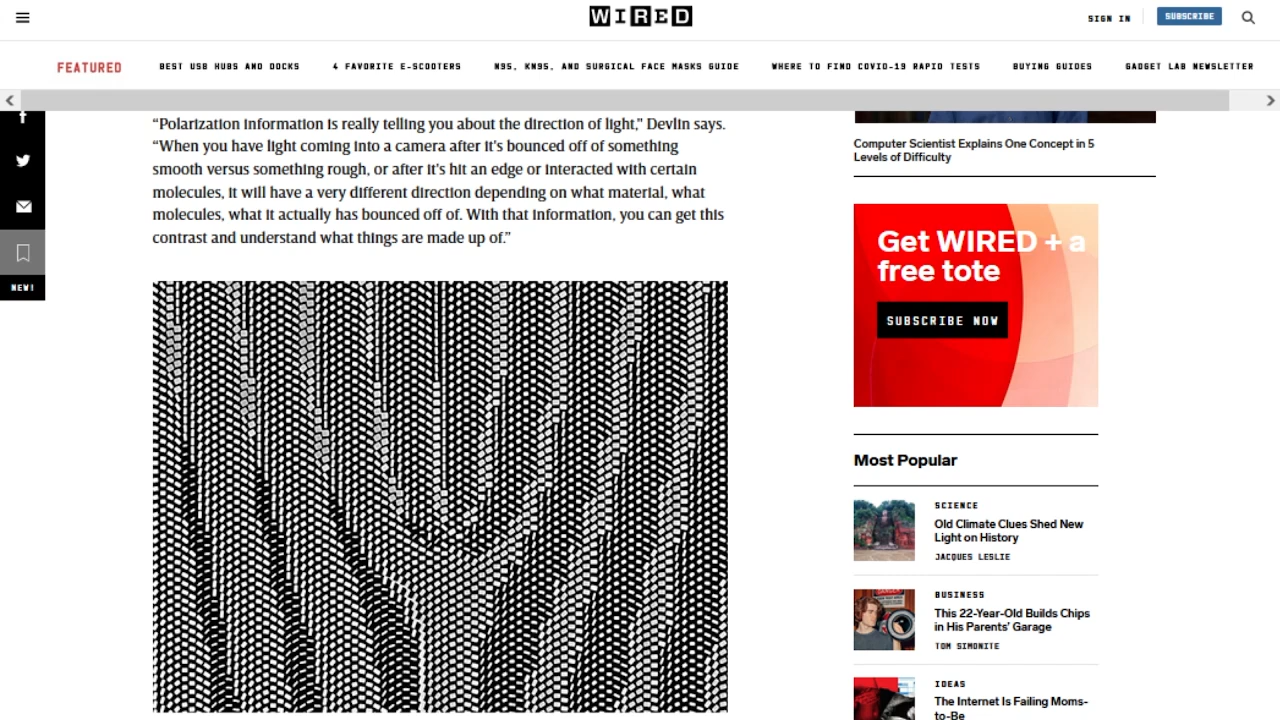 WIRED
SIGN IN
SUBSCRIBE
FEATURED
BEST USB HUBS AND DOCKS
4 FAVORITE E-SCOOTERS
N95, KN95, AND SURGICAL FACE MASKS GUIDE
WHERE TO FIND COVID-19 RAPID TESTS
BUYING GUIDES
GADGET LAB NEWSLETTER
NEW!
“Polarization information is really telling you about the direction of light,” Devlin says.
“When you have light coming into a camera after it’s bounced off of something
smooth versus something rough, or after it’s hit an edge or interacted with certain
molecules, it will have a very different direction depending on what material, what
molecules, what it actually has bounced off of. With that information, you can get this
contrast and understand what things are made up of.”
Computer Scientist Explains One Concept in 5
Levels of Difficulty
Get WIRED + a
free tote
SUBSCRIBE NOW
Most Popular
SCIENCE
Old Climate Clues Shed New
Light on History
JACQUES LESLIE
BUSINESS
This 22-Year-Old Builds Chips
in His Parents’ Garage
TOM SIMONITE
IDEAS
The Internet Is Failing Moms-
to-Be